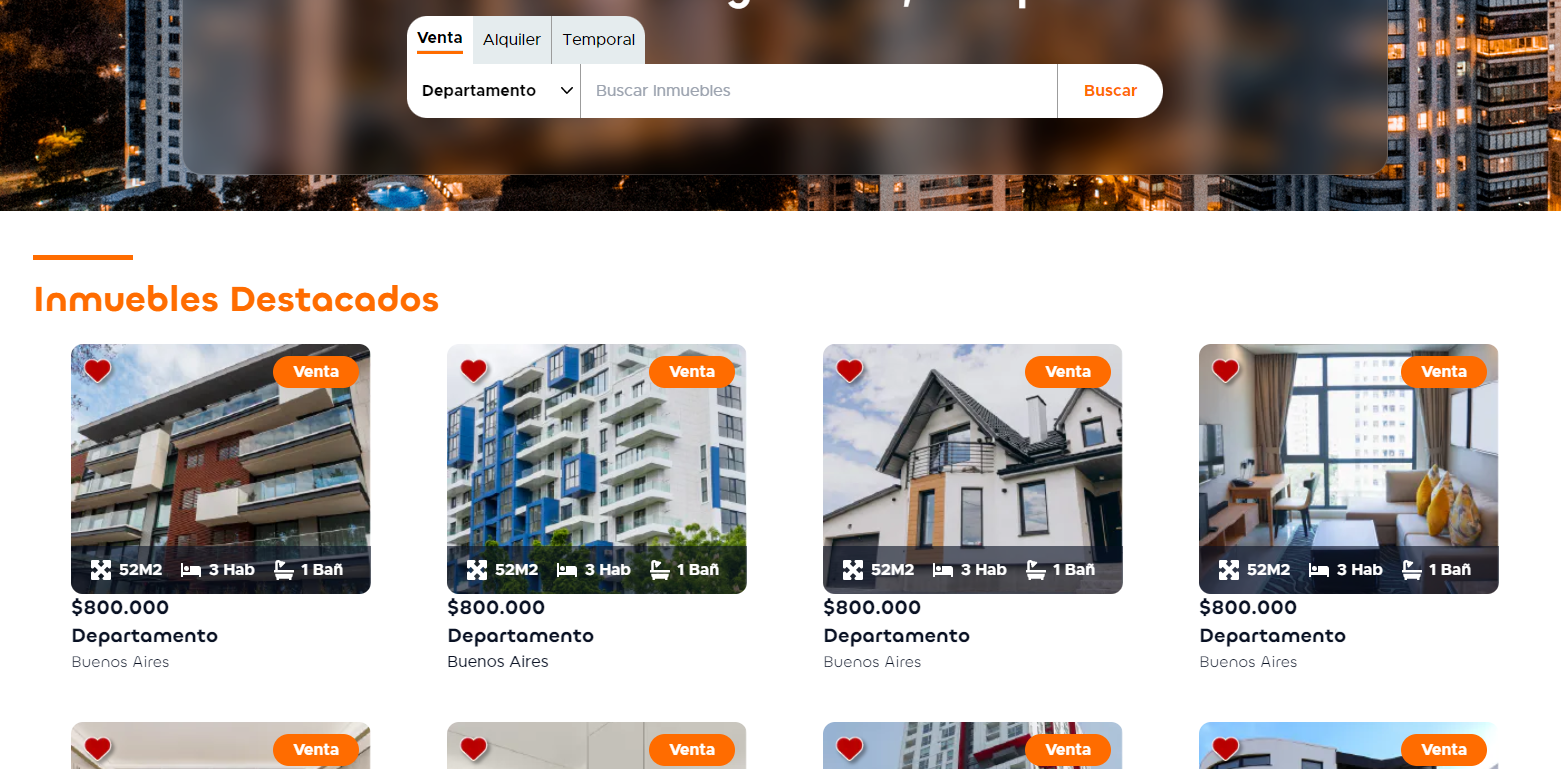 Venta
Alquiler
Temporal
Departamento
Buscar Inmuebles
Buscar
Inmuebles Destacados
Venta
52M2 3 Hab 1 Bañ
$800.000
Departamento
Buenos Aires
Venta
52M2 3 Hab 1 Bañ
$800.000
Departamento
Buenos Aires
Venta
52M2 3 Hab 1 Bañ
$800.000
Departamento
Buenos Aires
Venta
52M2 3 Hab 1 Bañ
$800.000
Departamento
Buenos Aires
Venta
Venta
Venta
Venta